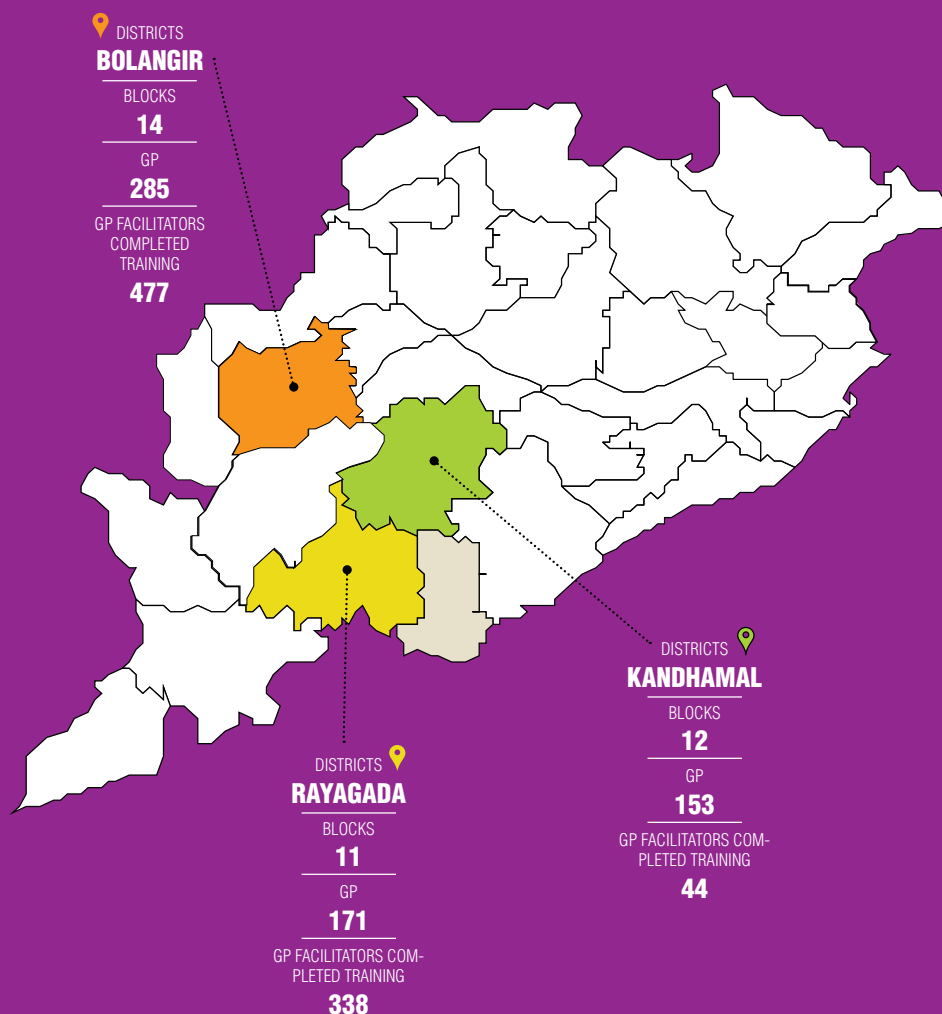 DISTRICTS
BOLANGIR
BLOCKS
14
GP
285
GP FACILITATORS
COMPLETED
TRAINING
477
DISTRICTS
KANDHAMAL
BLOCKS
12
GP
153
GP FACILITATORS COM-
PLETED TRAINING
44
DISTRICTS
RAYAGADA
BLOCKS
11
GP
171
GP FACILITATORS COM-
PLETED TRAINING
338